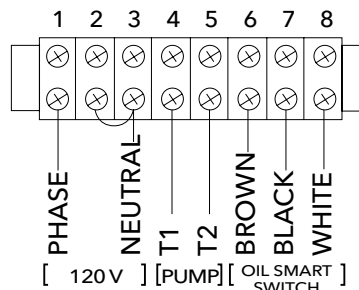 1 2 3 4 5 6 7 8
PHASE
NEUTRAL
T1
T2
BROWN
BLACK
WHITE
[ 120 V ] [PUMP] [ OIL SMART SWITCH ]